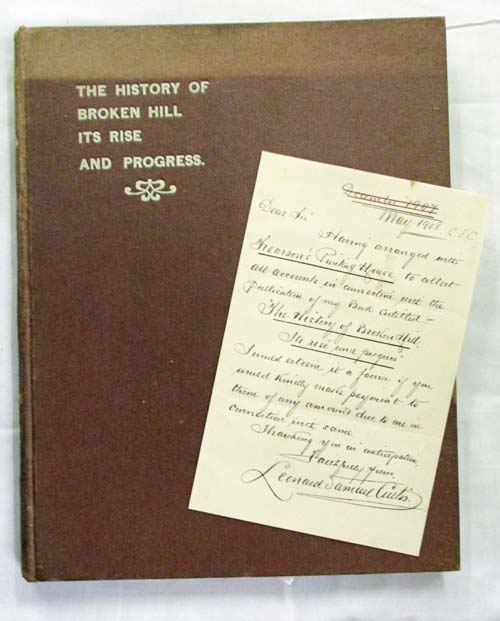 THE HISTORY OF
BROKEN HILL
ITS RISE
AND PROGRESS.
December 1907
May 1908 L.S.C.
Dear Sir
Having arranged with
Frearson's Printing House to collect
all accounts in connection with the
Publication of my Book entitled :-
"The History of Broken Hill.
Its rise and progress"
I would esteem it a favor if you
would kindly make payment to
them of any amount due to me in
connection with same
Thanking you in anticipation
Faithfully Yours
Leonard Samuel Curtis.